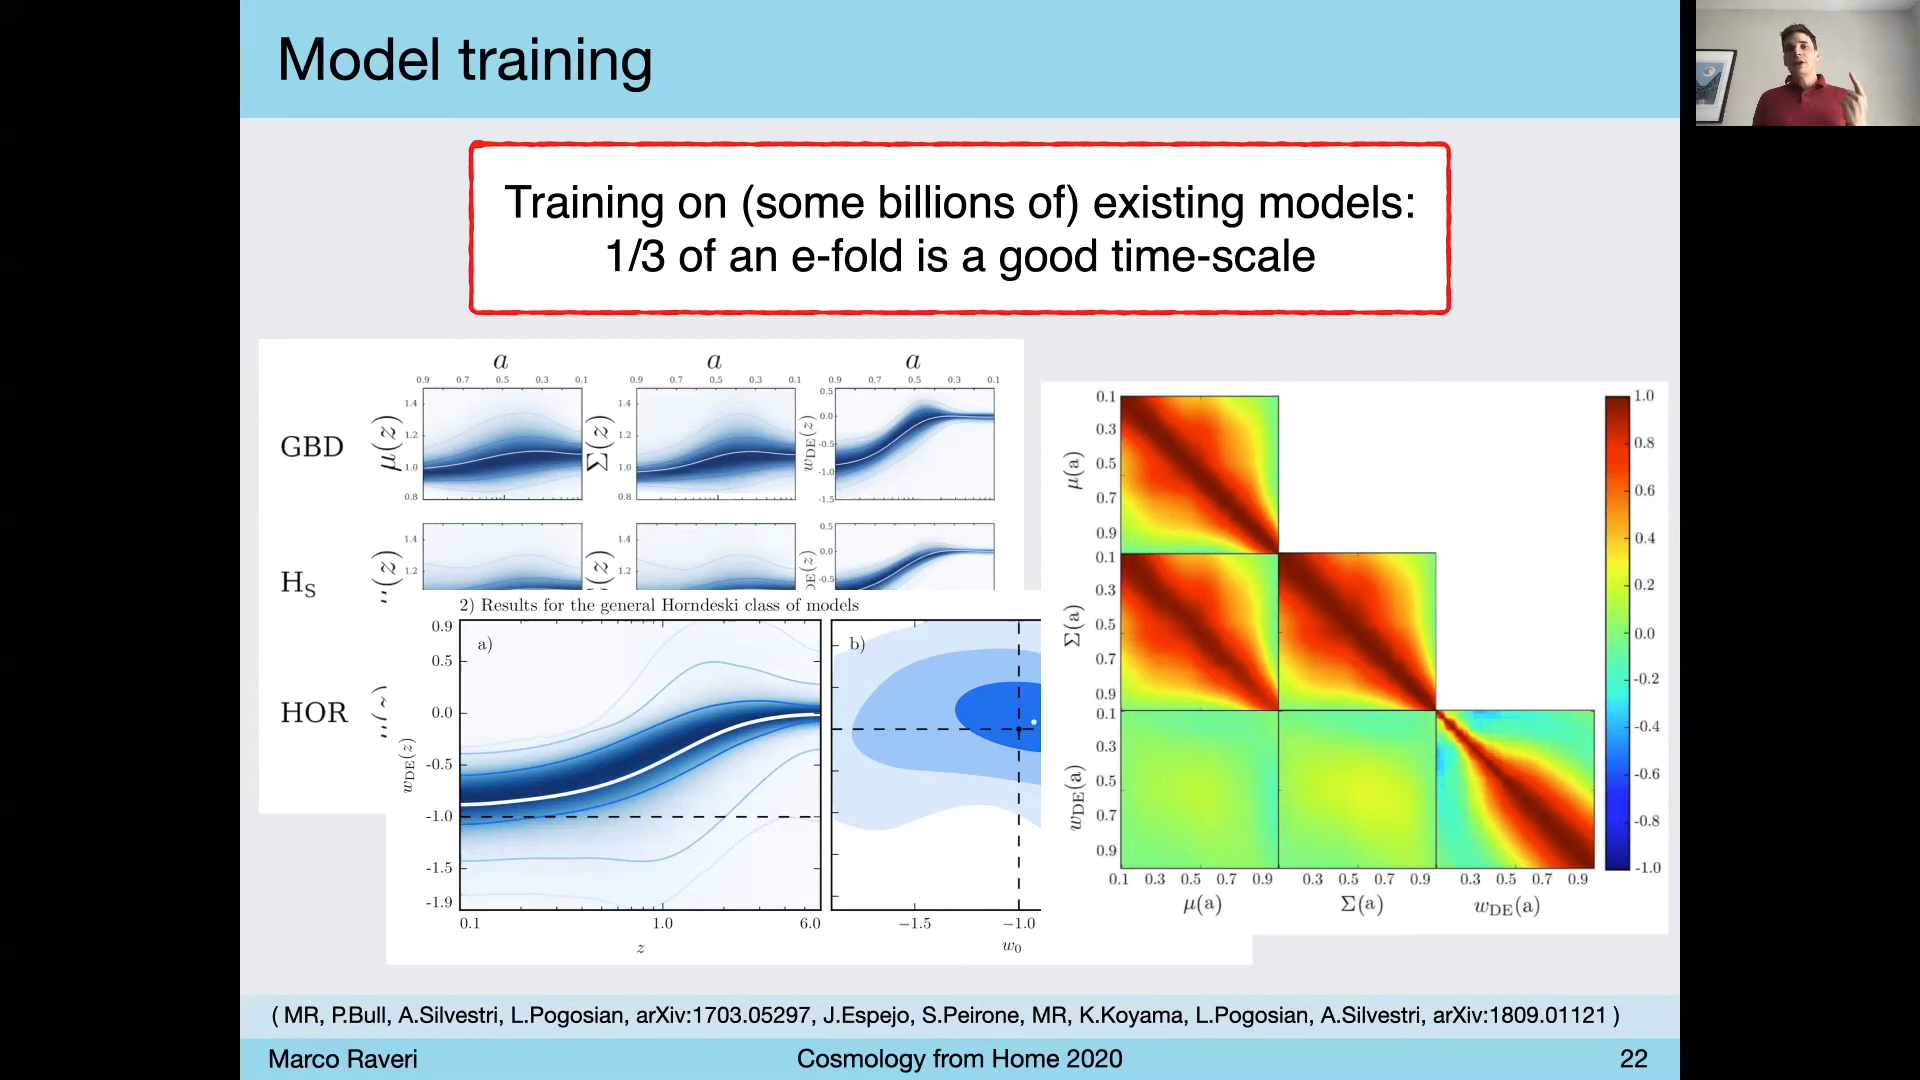 Model training
Training on (some billions of) existing models:
1/3 of an e-fold is a good time-scale
a a a
0.9 0.7 0.5 0.3 0.1 0.9 0.7 0.5 0.3 0.1 0.9 0.7 0.5 0.3 0.1
GBD
μ(z)
1.4
1.2
1.0
0.8
Σ(z)
1.4
1.2
1.0
0.8
wDE(z)
0.5
0.0
-0.5
-1.0
-1.5
HS
1.4
1.2
1.4
1.2
0.5
0.0
-0.5
HOR
2) Results for the general Horndeski class of models
a)
wDE(z)
0.9
0.5
0.0
-0.5
-1.0
-1.5
-1.9
0.1 1.0 6.0
z
b)
−1.5 −1.0
w0
μ(a)
0.1
0.3
0.5
0.7
0.9
Σ(a)
0.1
0.3
0.5
0.7
0.9
wDE(a)
0.1
0.3
0.5
0.7
0.9
0.1 0.3 0.5 0.7 0.9 0.3 0.5 0.7 0.9 0.3 0.5 0.7 0.9
μ(a) Σ(a) wDE(a)
1.0
0.8
0.6
0.4
0.2
0.0
-0.2
-0.4
-0.6
-0.8
-1.0
( MR, P.Bull, A.Silvestri, L.Pogosian, arXiv:1703.05297, J.Espejo, S.Peirone, MR, K.Koyama, L.Pogosian, A.Silvestri, arXiv:1809.01121 )
Marco Raveri Cosmology from Home 2020 22